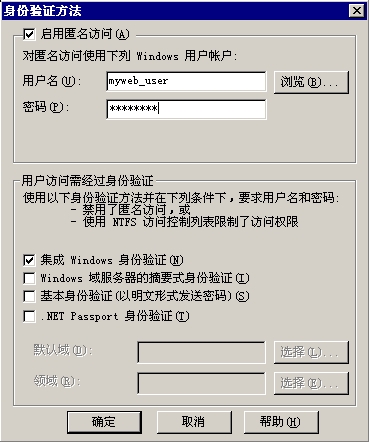 身份验证方法
启用匿名访问(A)
对匿名访问使用下列 Windows 用户帐户:
用户名(U): myweb_user 浏览(B)...
密码(P): ********
用户访问需经过身份验证
使用以下身份验证方法并在下列条件下，要求用户名和密码:
- 禁用了匿名访问，或
- 使用 NTFS 访问控制列表限制了访问权限
集成 Windows 身份验证(N)
Windows 域服务器的摘要式身份验证(I)
基本身份验证(以明文形式发送密码)(S)
.NET Passport 身份验证(T)
默认域(D): 选择(L)...
领域(R): 选择(E)...
确定 取消 帮助(H)